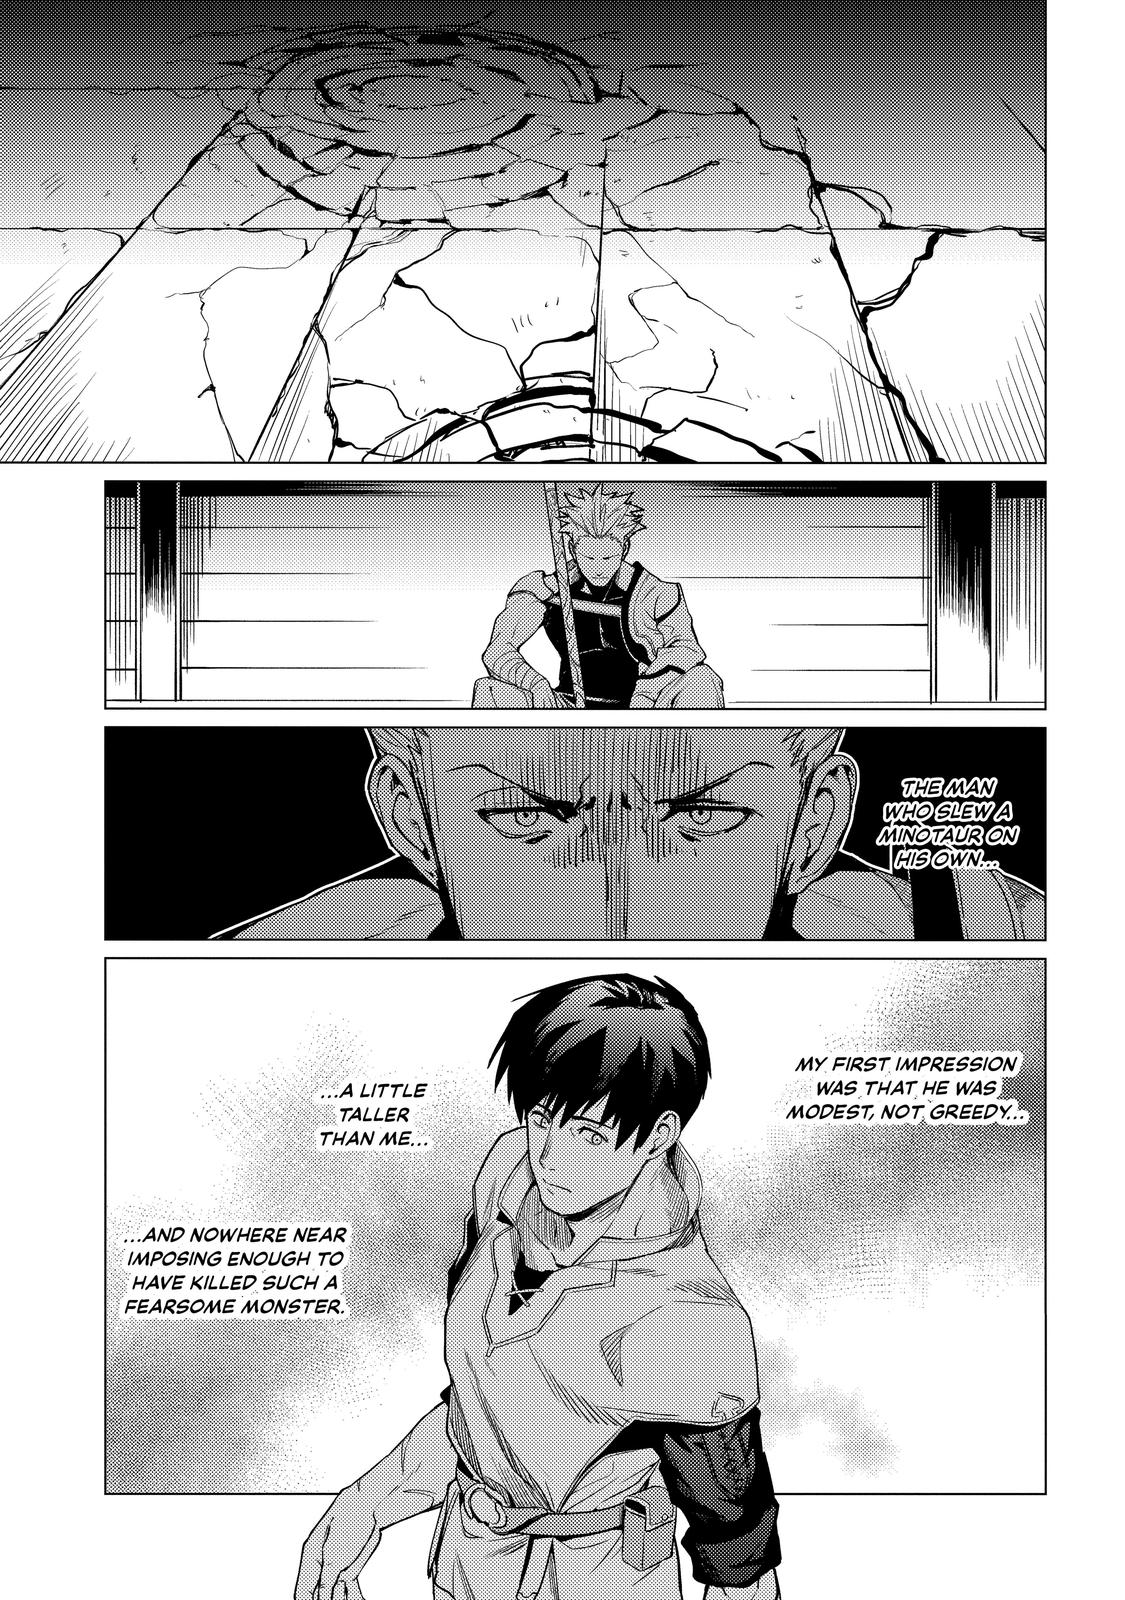 THE MAN
WHO SLEW A
MINOTAUR ON
HIS OWN...
MY FIRST IMPRESSION
WAS THAT HE WAS
MODEST, NOT GREEDY...
...A LITTLE
TALLER
THAN ME...
...AND NOWHERE NEAR
IMPOSING ENOUGH TO
HAVE KILLED SUCH A
FEARSOME MONSTER.